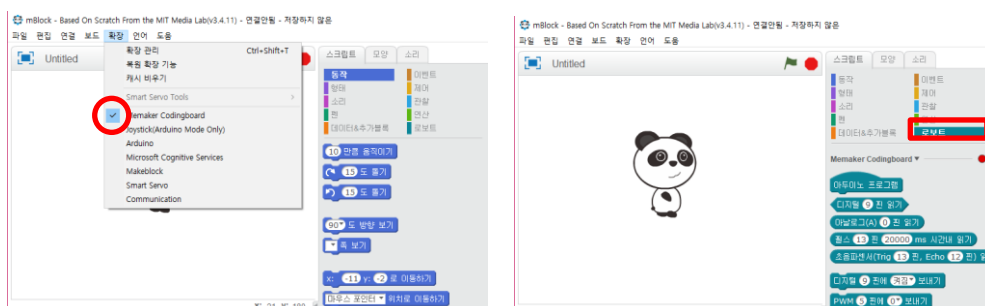 mBlock - Based On Scratch From the MIT Media Lab(v3.4.11) - 연결안됨 - 저장하지 않은
파일 편집 연결 보드 확장 언어 도움
Untitled
확장 관리 Ctrl+Shift+T
복원 확장 기능
캐시 비우기
Smart Servo Tools
Memaker Codingboard
Joystick(Arduino Mode Only)
Arduino
Microsoft Cognitive Services
Makeblock
Smart Servo
Communication
스크립트 모양 소리
동작 이벤트
형태 제어
소리 관찰
펜 연산
데이터&추가블록 로보트
10 만큼 움직이기
15 도 돌기
15 도 돌기
90 도 방향 보기
쪽 보기
x: -11 y: -2 로 이동하기
마우스 포인터 위치로 이동하기
mBlock - Based On Scratch From the MIT Media Lab(v3.4.11) - 연결안됨 - 저장하지 않은
파일 편집 연결 보드 확장 언어 도움
Untitled
스크립트 모양 소리
동작 이벤트
형태 제어
소리 관찰
펜
데이터&추가블록 로보트
Memaker Codingboard
아두이노 프로그램
디지털 9 핀 읽기
아날로그(A) 0 핀 읽기
펄스 13 핀 20000 ms 시간내 읽기
초음파센서(Trig 13 핀, Echo 12 핀)
디지털 9 핀에 켜짐 보내기
PWM 5 핀에 0 보내기